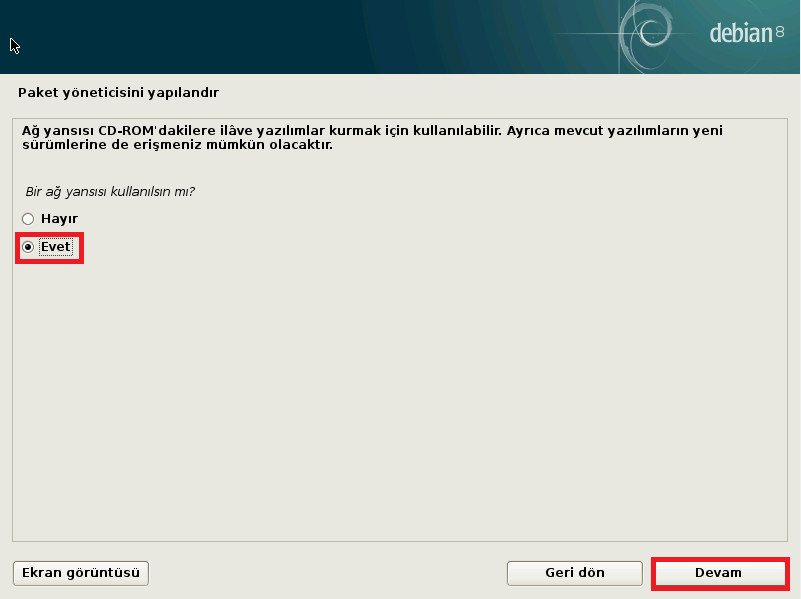 debian 8
Paket yöneticisini yapılandır
Ağ yansısı CD-ROM'dakilere ilâve yazılımlar kurmak için kullanılabilir. Ayrıca mevcut yazılımların yeni
sürümlerine de erişmeniz mümkün olacaktır.
Bir ağ yansısı kullanılsın mı?
Hayır
Evet
Ekran görüntüsü
Geri dön
Devam